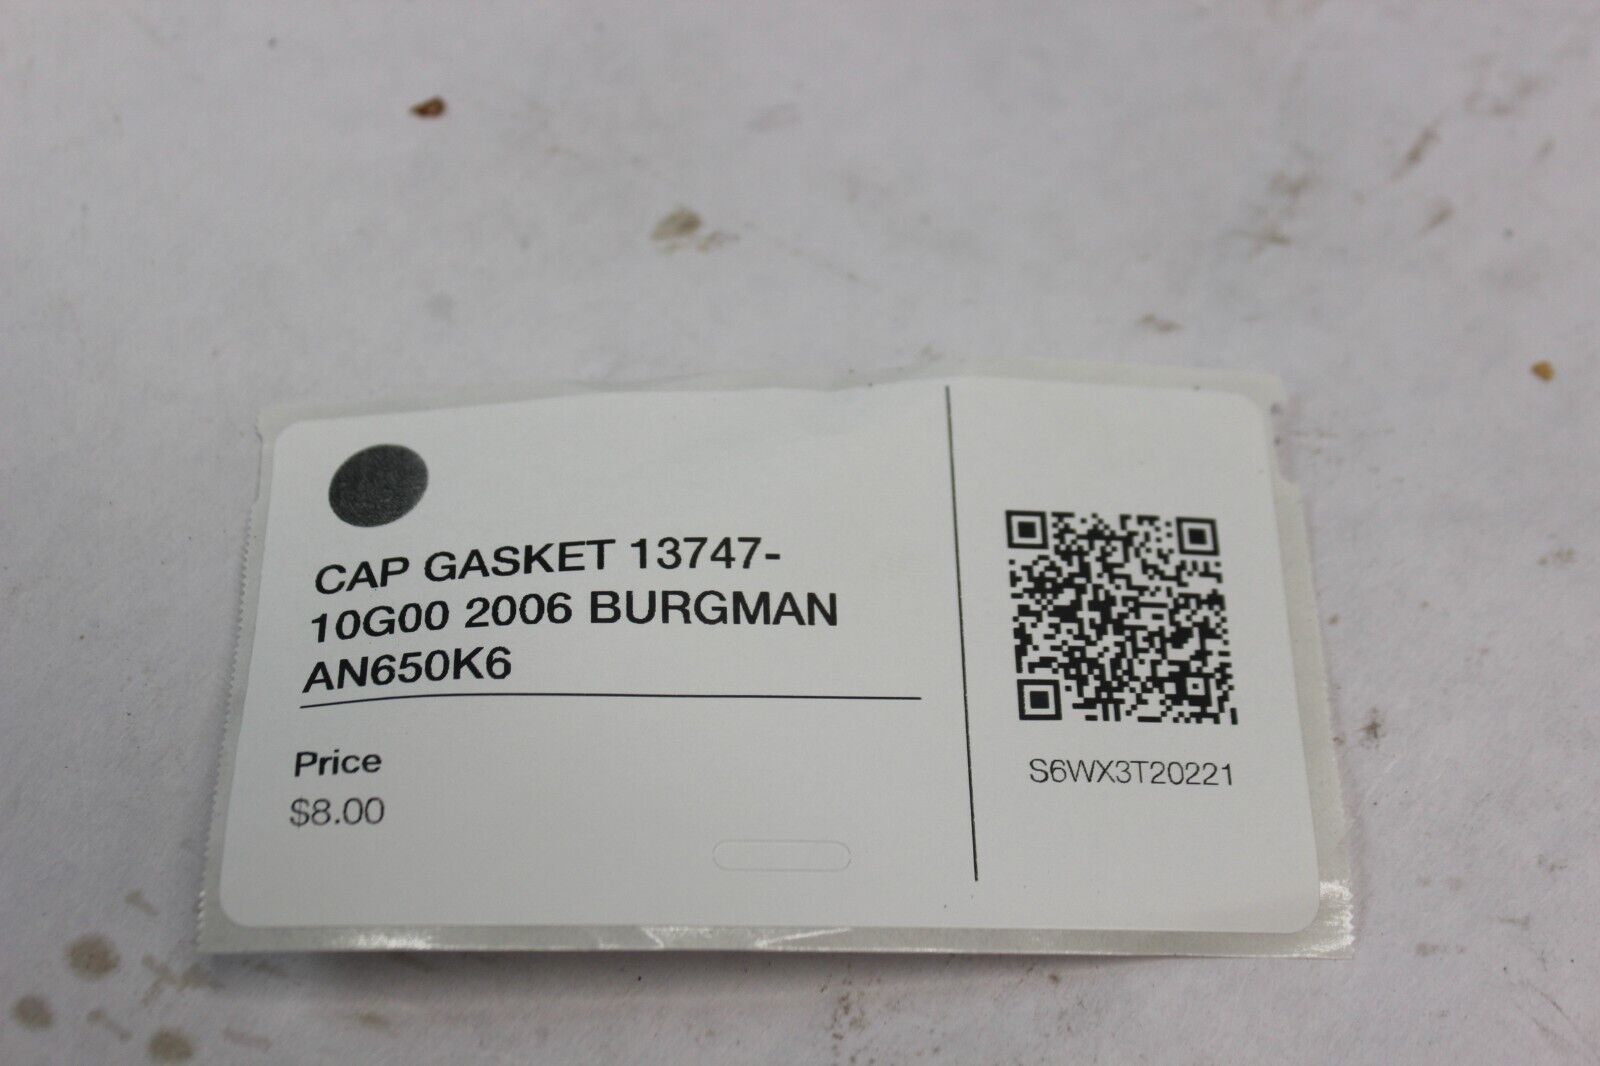 CAP GASKET 13747-
10G00 2006 BURGMAN
AN650K6
Price
$8.00
S6WX3T20221